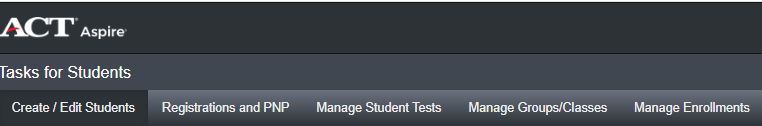 ACT Aspire
Tasks for Students
Create / Edit Students Registrations and PNP Manage Student Tests Manage Groups/Classes Manage Enrollments